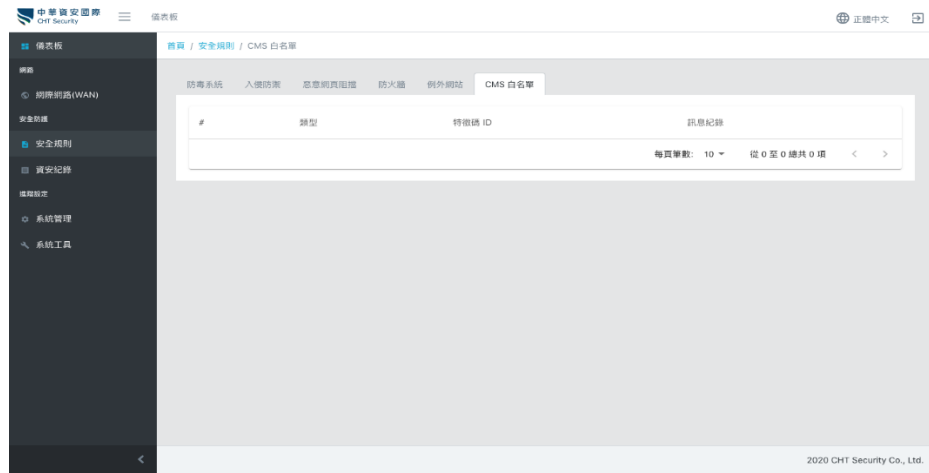 中華資安國際
CHT Security
儀表板
正體中文
儀表板
首頁 / 安全規則 / CMS 白名單
網路
網際網路(WAN)
安全防護
安全規則
資安紀錄
進階設定
系統管理
系統工具
防毒系統 入侵防禦 惡意網頁阻擋 防火牆 例外網站 CMS 白名單
# 類型 特徵碼 ID 訊息紀錄
每頁筆數: 10 從 0 至 0 總共 0 項
2020 CHT Security Co., Ltd.